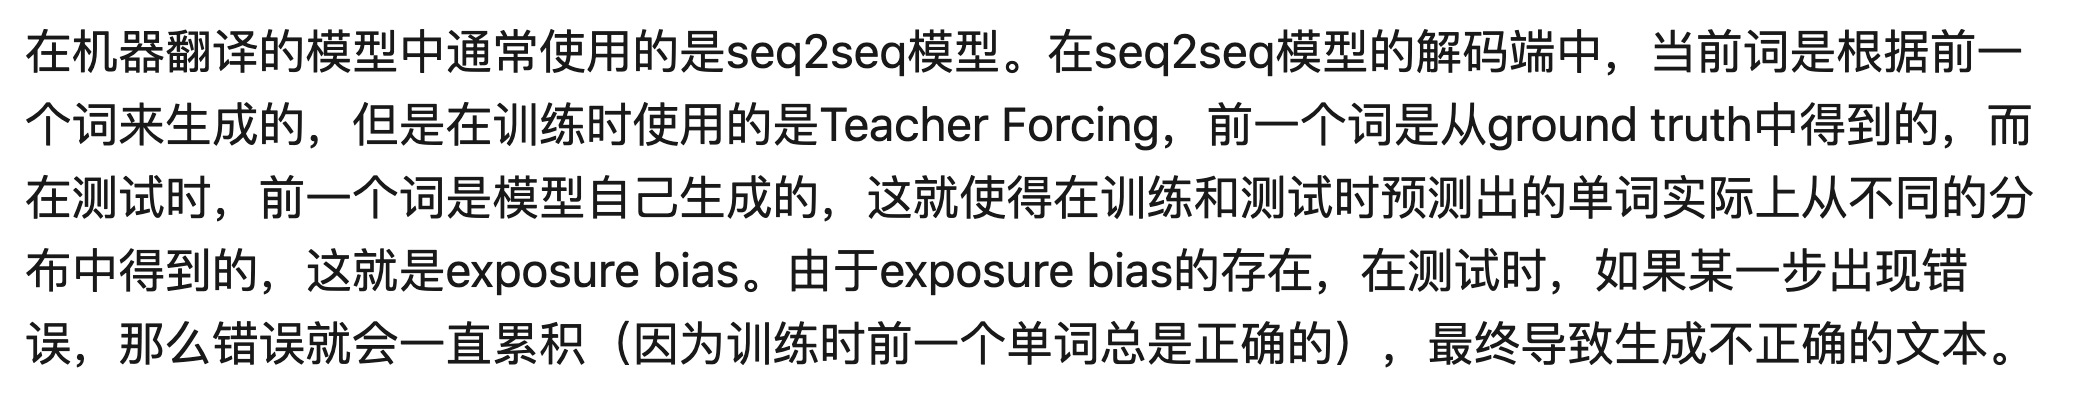 在机器翻译的模型中通常使用的是seq2seq模型。在seq2seq模型的解码端中，当前词是根据前一
个词来生成的，但是在训练时使用的是Teacher Forcing，前一个词是从ground truth中得到的，而
在测试时，前一个词是模型自己生成的，这就使得在训练和测试时预测出的单词实际上从不同的分
布中得到的，这就是exposure bias。由于exposure bias的存在，在测试时，如果某一步出现错
误，那么错误就会一直累积（因为训练时前一个单词总是正确的），最终导致生成不正确的文本。